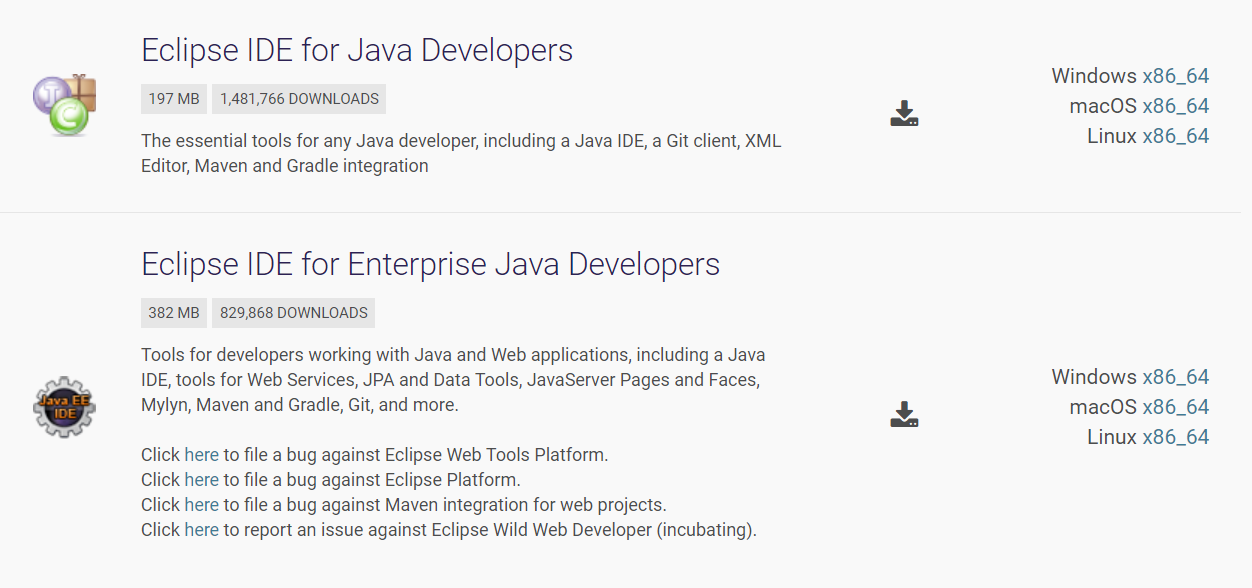 Eclipse IDE for Java Developers
197 MB 1,481,766 DOWNLOADS
The essential tools for any Java developer, including a Java IDE, a Git client, XML
Editor, Maven and Gradle integration
Windows x86_64
macOS x86_64
Linux x86_64
J
C
Eclipse IDE for Enterprise Java Developers
382 MB 829,868 DOWNLOADS
Tools for developers working with Java and Web applications, including a Java
IDE, tools for Web Services, JPA and Data Tools, JavaServer Pages and Faces,
Mylyn, Maven and Gradle, Git, and more.
Click here to file a bug against Eclipse Web Tools Platform.
Click here to file a bug against Eclipse Platform.
Click here to file a bug against Maven integration for web projects.
Click here to report an issue against Eclipse Wild Web Developer (incubating).
Java EE
IDE
Windows x86_64
macOS x86_64
Linux x86_64